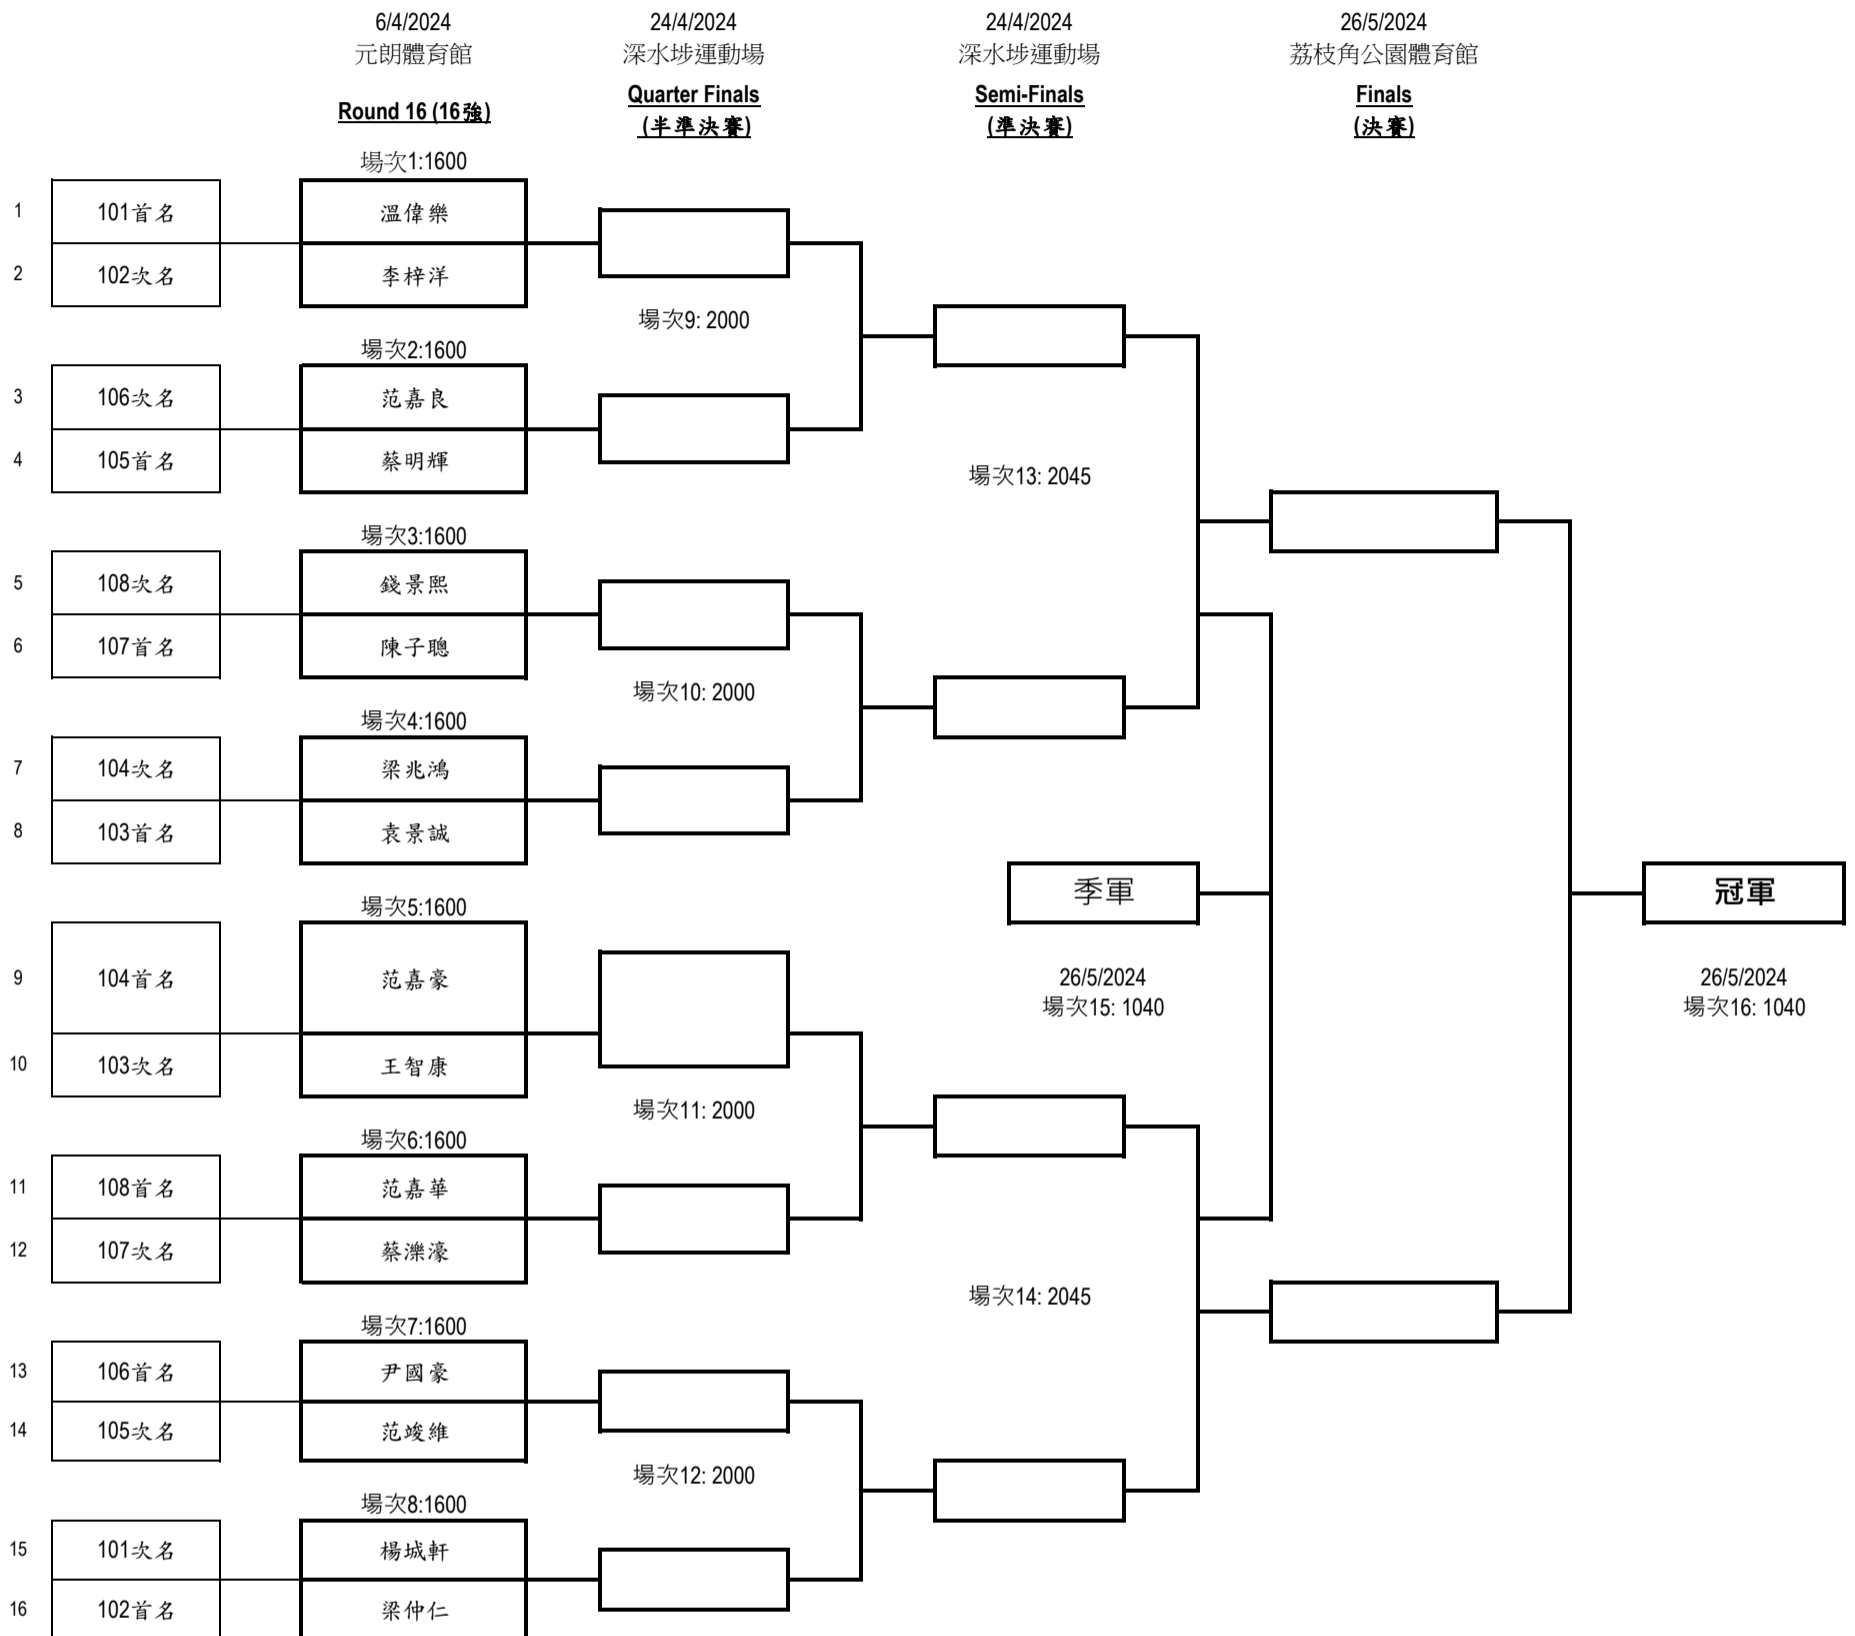 6/4/2024
元朗體育館
Round 16 (16強)
24/4/2024
深水埗運動場
Quarter Finals
(半準決賽)
24/4/2024
深水埗運動場
Semi-Finals
(準決賽)
26/5/2024
荔枝角公園體育館
Finals
(決賽)
場次1:1600
1 101首名 溫偉樂
2 102次名 李梓洋
場次9: 2000
場次2:1600
3 106次名 范嘉良
4 105首名 蔡明輝
場次13: 2045
場次3:1600
5 108次名 錢景熙
6 107首名 陳子聰
場次10: 2000
場次4:1600
7 104次名 梁兆鴻
8 103首名 袁景誠
季軍
冠軍
場次5:1600
9 104首名 范嘉豪
26/5/2024
場次15: 1040
26/5/2024
場次16: 1040
10 103次名 王智康
場次11: 2000
場次6:1600
11 108首名 范嘉華
12 107次名 蔡濼濠
場次14: 2045
場次7:1600
13 106首名 尹國豪
14 105次名 范竣維
場次12: 2000
場次8:1600
15 101次名 楊城軒
16 102首名 梁仲仁